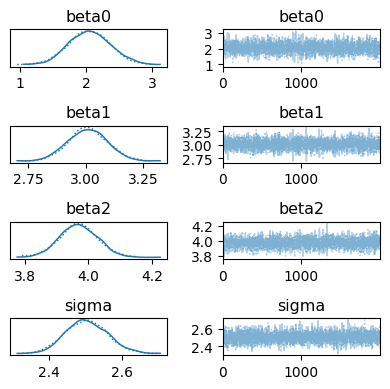 beta0 beta0
3
2
1
1 2 3 0 1000
beta1 beta1
3.25
3.00
2.75
2.75 3.00 3.25 0 1000
beta2 beta2
4.2
4.0
3.8
3.8 4.0 4.2 0 1000
sigma sigma
2.6
2.4
2.4 2.6 0 1000